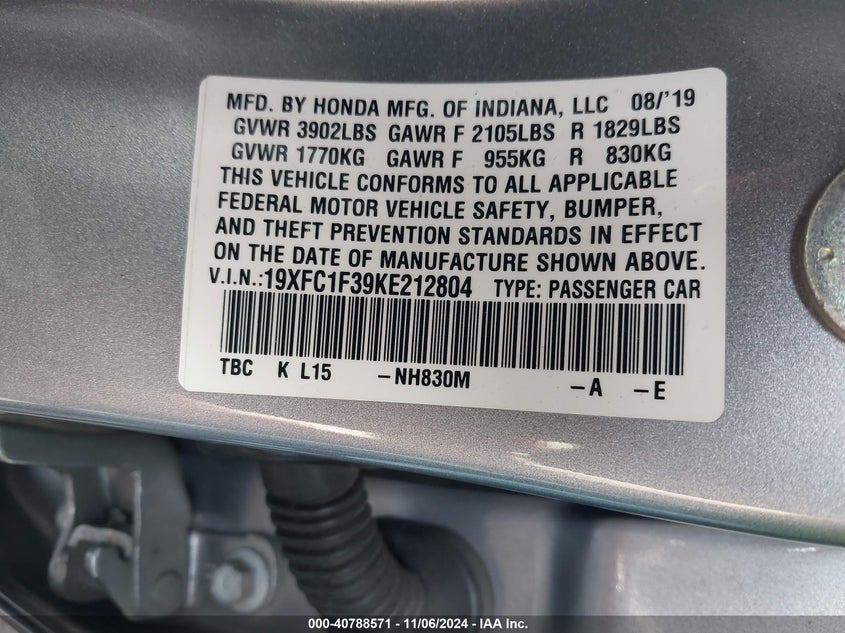 MFD. BY HONDA MFG. OF INDIANA, LLC 08/'19
GVWR 3902LBS GAWR F 2105LBS R 1829LBS
GVWR 1770KG GAWR F 955KG R 830KG
THIS VEHICLE CONFORMS TO ALL APPLICABLE
FEDERAL MOTOR VEHICLE SAFETY, BUMPER,
AND THEFT PREVENTION STANDARDS IN EFFECT
ON THE DATE OF MANUFACTURE SHOWN ABOVE.
V.I.N.:19XFC1F39KE212804 TYPE: PASSENGER CAR
TBC K L15 -NH830M -A -E
000-40788571 - 11/06/2024 - IAA Inc.